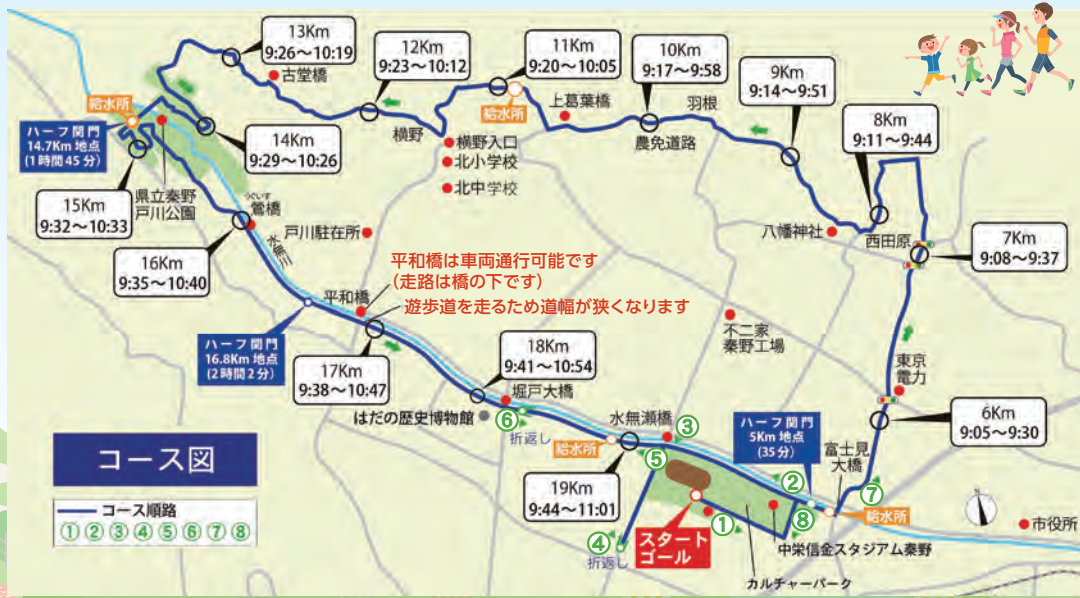 13Km
9:26～10:19
古堂橋
12Km
9:23～10:12
11Km
9:20～10:05
給水所
上葛葉橋
10Km
9:17～9:58
羽根
農免道路
9Km
9:14～9:51
8Km
9:11～9:44
給水所
ハーフ関門
14.7Km 地点
(1時間45分)
14Km
9:29～10:26
横野
横野入口
北小学校
北中学校
15Km
9:32～10:33
県立秦野
戸川公園
うぐいす
鶯橋
水無川
戸川駐在所
八幡神社
西田原
7Km
9:08～9:37
16Km
9:35～10:40
平和橋は車両通行可能です
（走路は橋の下です）
平和橋
遊歩道を走るため道幅が狭くなります
不二家
秦野工場
ハーフ関門
16.8Km 地点
(2時間2分)
17Km
9:38～10:47
18Km
9:41～10:54
堀戸大橋
はだの歴史博物館
⑥
折返し
東京
電力
6Km
9:05～9:30
水無瀬橋
③
給水所
⑤
ハーフ関門
5Km 地点
(35分)
富士見
大橋
②
⑦
給水所
19Km
9:44～11:01
①
⑧
スタート
ゴール
④
折返し
中栄信金スタジアム秦野
カルチャーパーク
市役所
N
コース図
コース順路
① ② ③ ④ ⑤ ⑥ ⑦ ⑧